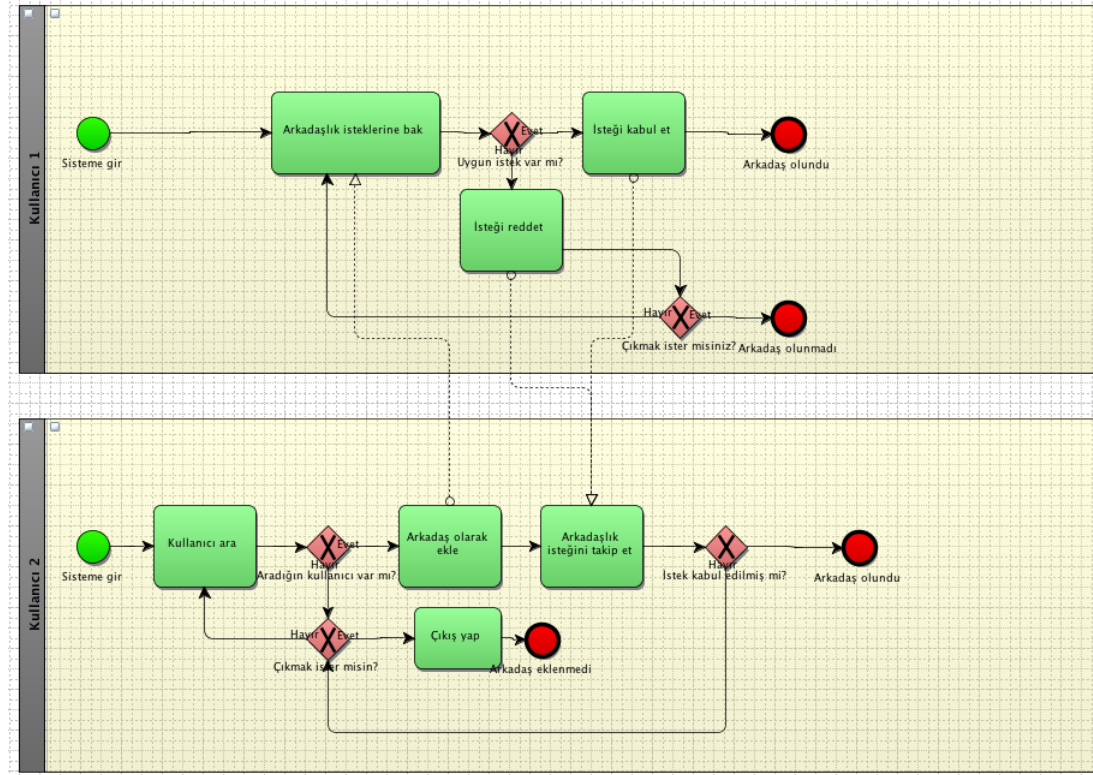 Kullanıcı 1
Sisteme gir
Arkadaşlık isteklerine bak
Evet
Hayır
Uygun istek var mı?
İsteği kabul et
Arkadaş olundu
İsteği reddet
Hayır
Evet
Çıkmak ister misiniz?
Arkadaş olunmadı
Kullanıcı 2
Sisteme gir
Kullanıcı ara
Evet
Hayır
Aradığın kullanıcı var mı?
Arkadaş olarak
ekle
Arkadaşlık
isteğini takip et
Hayır
İstek kabul edilmiş mi?
Arkadaş olundu
Hayır
Evet
Çıkmak ister misin?
Çıkış yap
Arkadaş eklenmedi